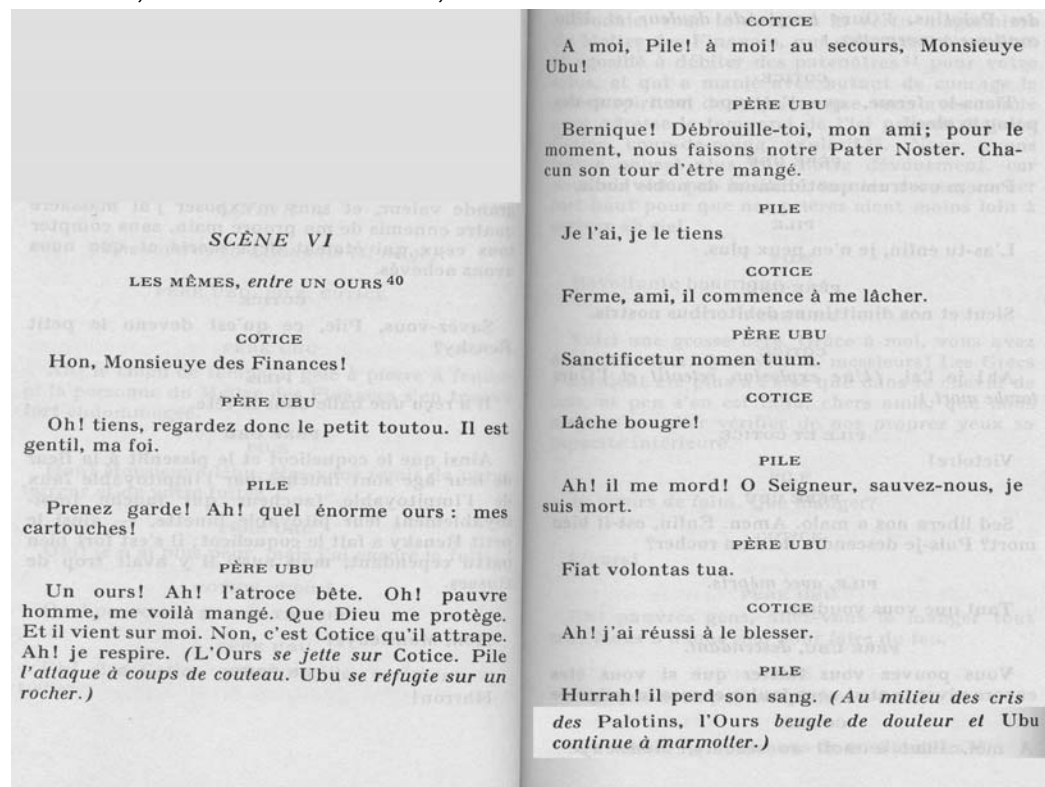 SCÈNE VI
LES MÊMES, entre UN OURS 40
COTICE
Hon, Monsieuye des Finances!
PÈRE UBU
Oh! tiens, regardez donc le petit toutou. Il est
gentil, ma foi.
PILE
Prenez garde! Ah! quel énorme ours : mes
cartouches!
PÈRE UBU
Un ours! Ah! l'atroce bête. Oh! pauvre
homme, me voilà mangé. Que Dieu me protège.
Et il vient sur moi. Non, c'est Cotice qu'il attrape.
Ah! je respire. (L'Ours se jette sur Cotice. Pile
l'attaque à coups de couteau. Ubu se réfugie sur un
rocher.)
COTICE
A moi, Pile! à moi! au secours, Monsieuye
Ubu!
PÈRE UBU
Bernique! Débrouille-toi, mon ami; pour le
moment, nous faisons notre Pater Noster. Cha-
cun son tour d'être mangé.
PILE
Je l'ai, je le tiens
COTICE
Ferme, ami, il commence à me lâcher.
PÈRE UBU
Sanctificetur nomen tuum.
COTICE
Lâche bougre!
PILE
Ah! il me mord! O Seigneur, sauvez-nous, je
suis mort.
PÈRE UBU
Fiat volontas tua.
COTICE
Ah! j'ai réussi à le blesser.
PILE
Hurrah! il perd son sang. (Au milieu des cris
des Palotins, l'Ours beugle de douleur et Ubu
continue à marmotter.)